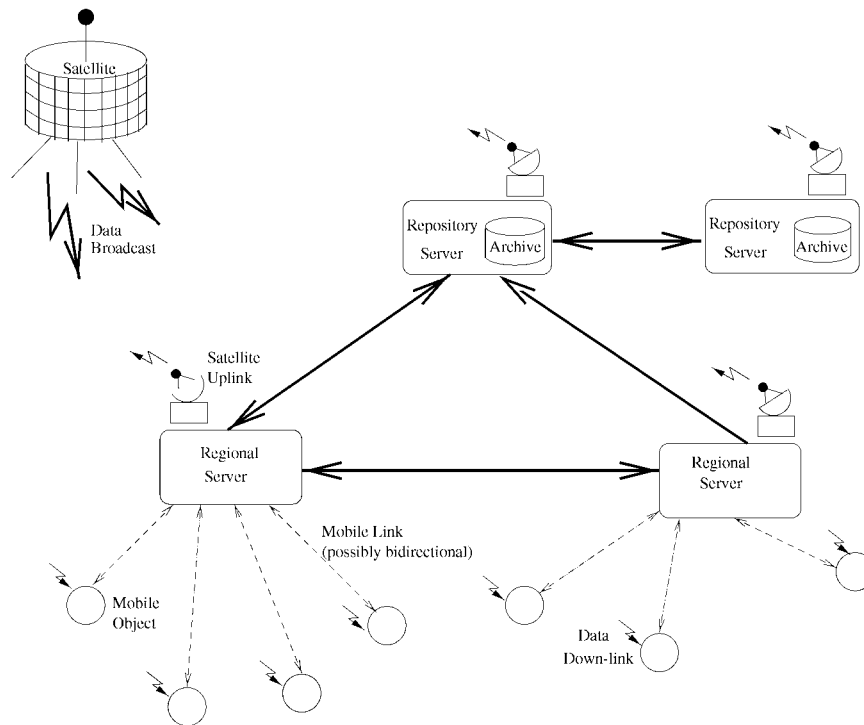 Satellite
Data
Broadcast
Repository
Server
Archive
Repository
Server
Archive
Satellite
Uplink
Regional
Server
Regional
Server
Mobile Link
(possibly bidirectional)
Mobile
Object
Data
Down-link